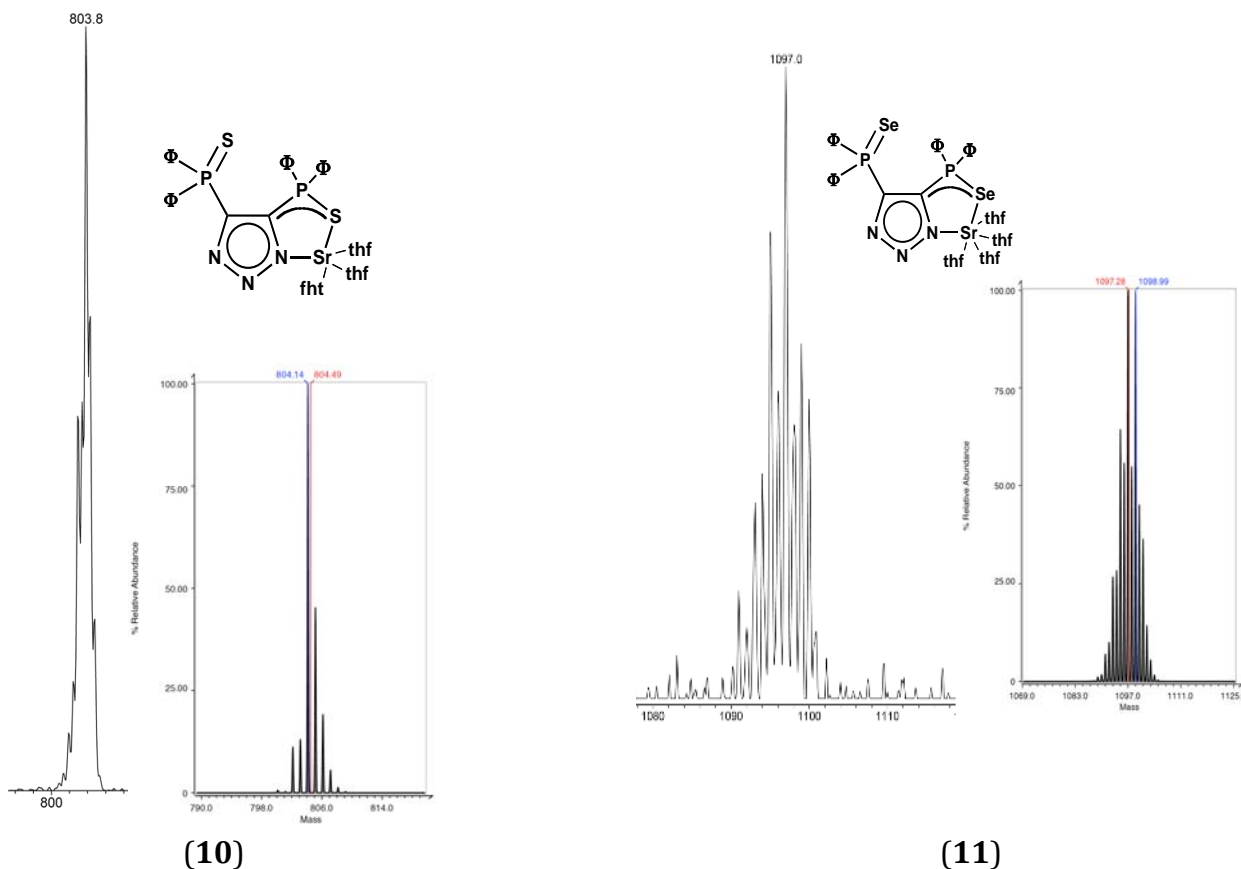 803.8
S
Φ
P
Φ
Φ
Φ
P
S
N
N
N
Sr
thf
thf
fht
804.14
804.49
100.00
75.00
50.00
25.00
0
% Relative Abundance
790.0 798.0 806.0 814.0
Mass
800
(10)
1097.0
Se
Φ
P
Φ
Φ
Φ
P
Se
N
N
N
Sr
thf
thf
thf
thf
1097.28
1098.99
100.00
75.00
50.00
25.00
0
% Relative Abundance
1069.0 1083.0 1097.0 1111.0 1125.
Mass
1080 1090 1100 1110
(11)